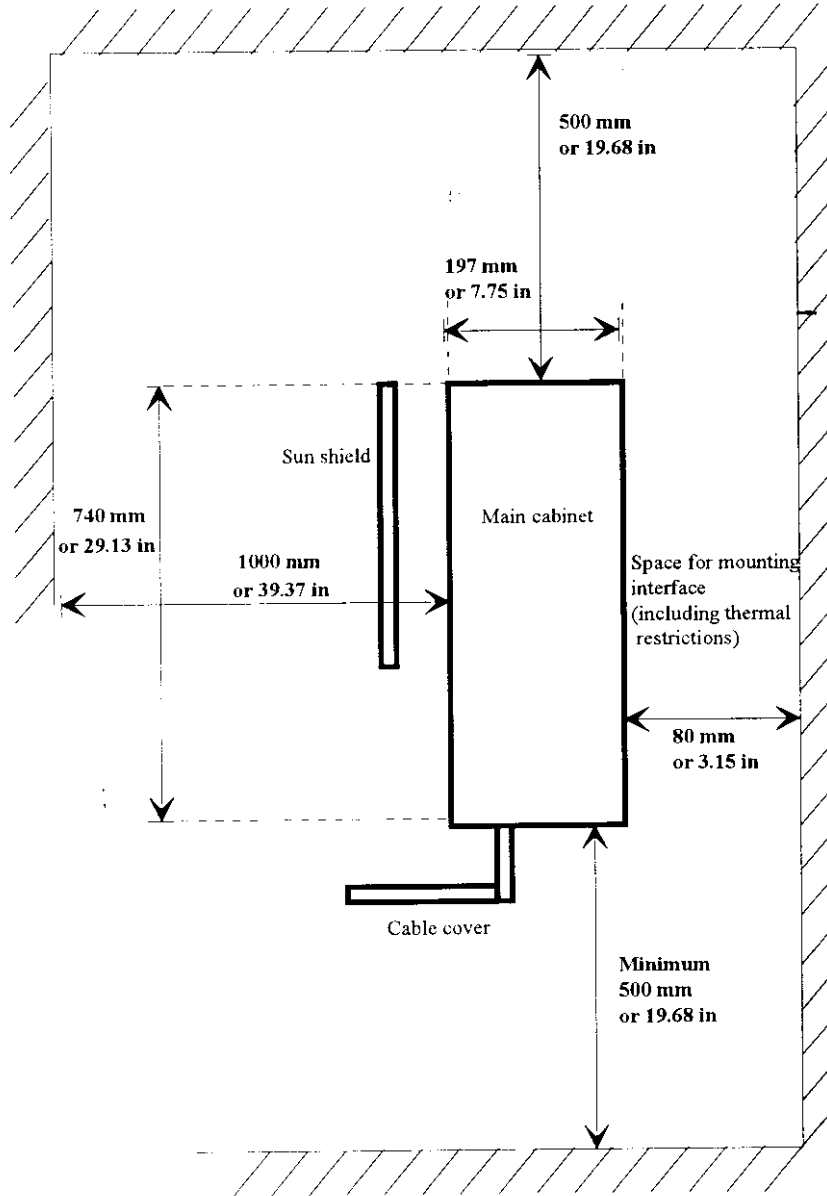 500 mm
or 19.68 in
197 mm
or 7.75 in
Sun shield
Main cabinet
740 mm
or 29.13 in
1000 mm
or 39.37 in
Space for mounting
interface
(including thermal
restrictions)
80 mm
or 3.15 in
Cable cover
Minimum
500 mm
or 19.68 in